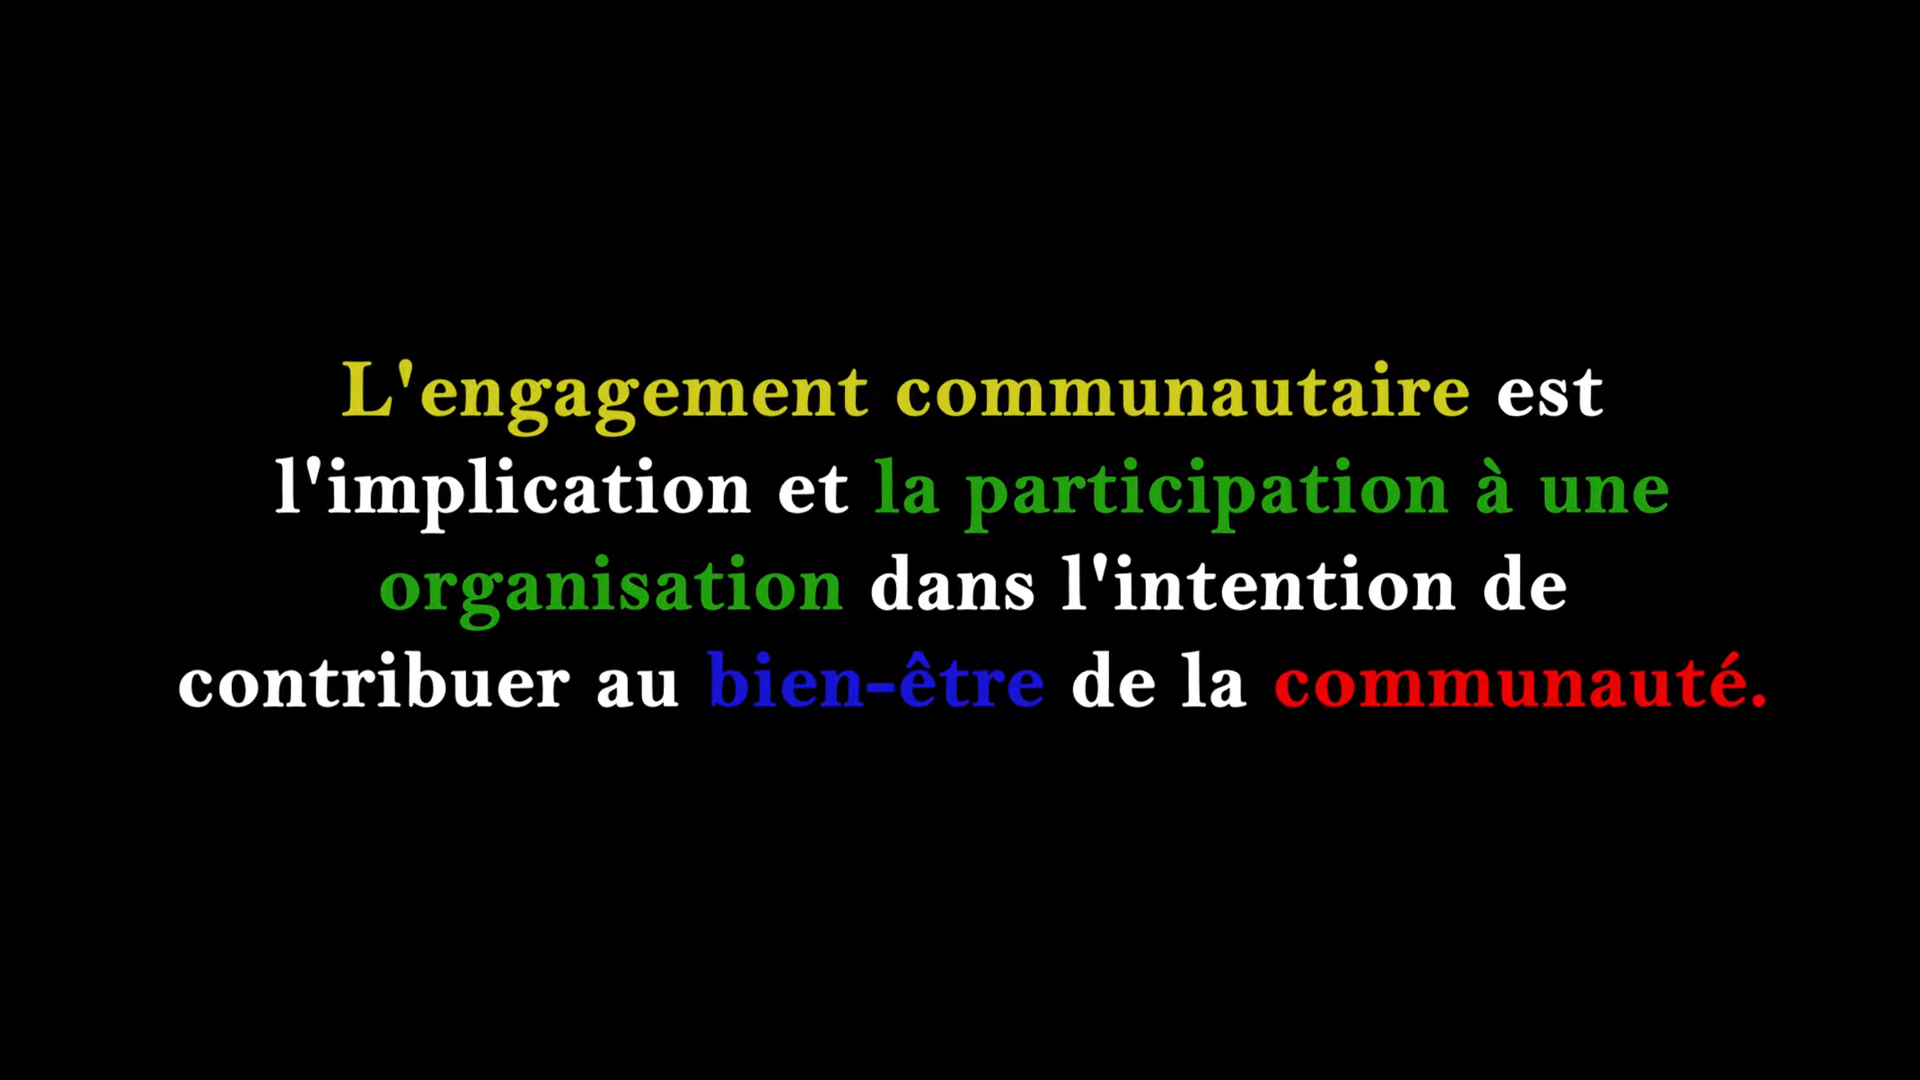 L'engagement communautaire est
l'implication et la participation à une
organisation dans l'intention de
contribuer au bien-être de la communauté.